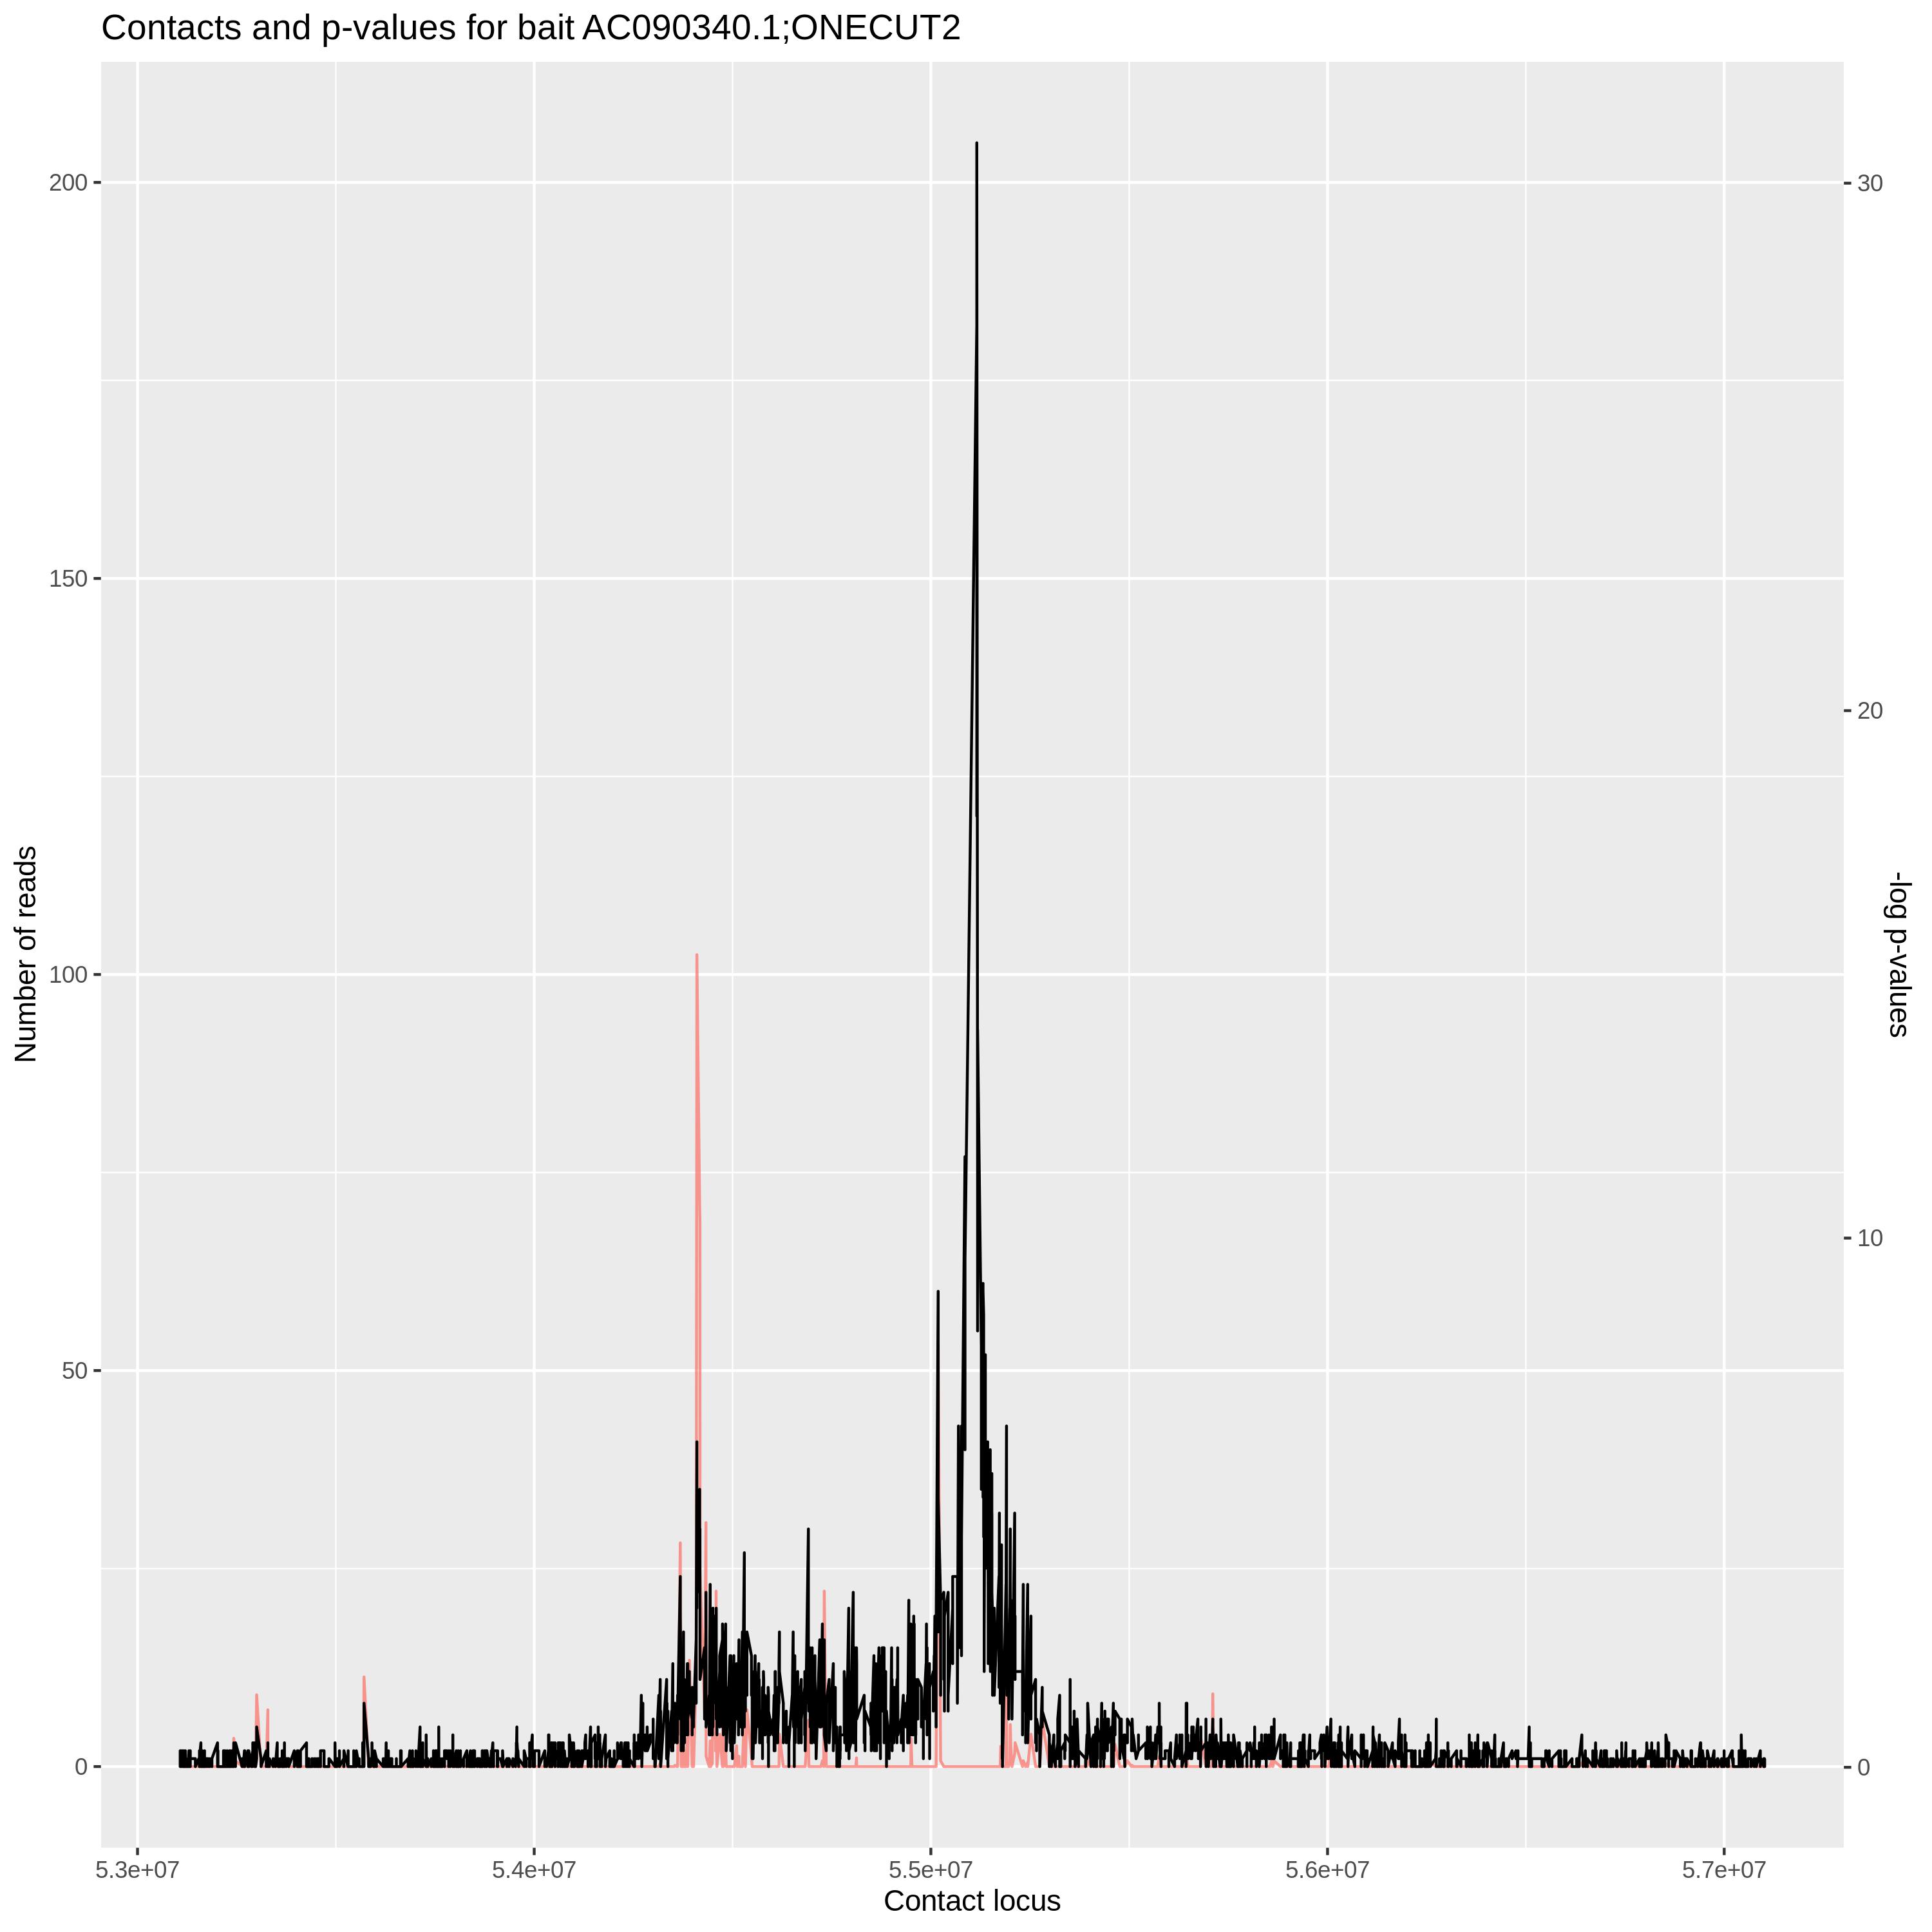 Contacts and p-values for bait AC090340.1;ONECUT2
200
150
100
50
0
Number of reads
30
20
10
0
-log p-values
5.3e+07
5.4e+07
5.5e+07
5.6e+07
5.7e+07
Contact locus